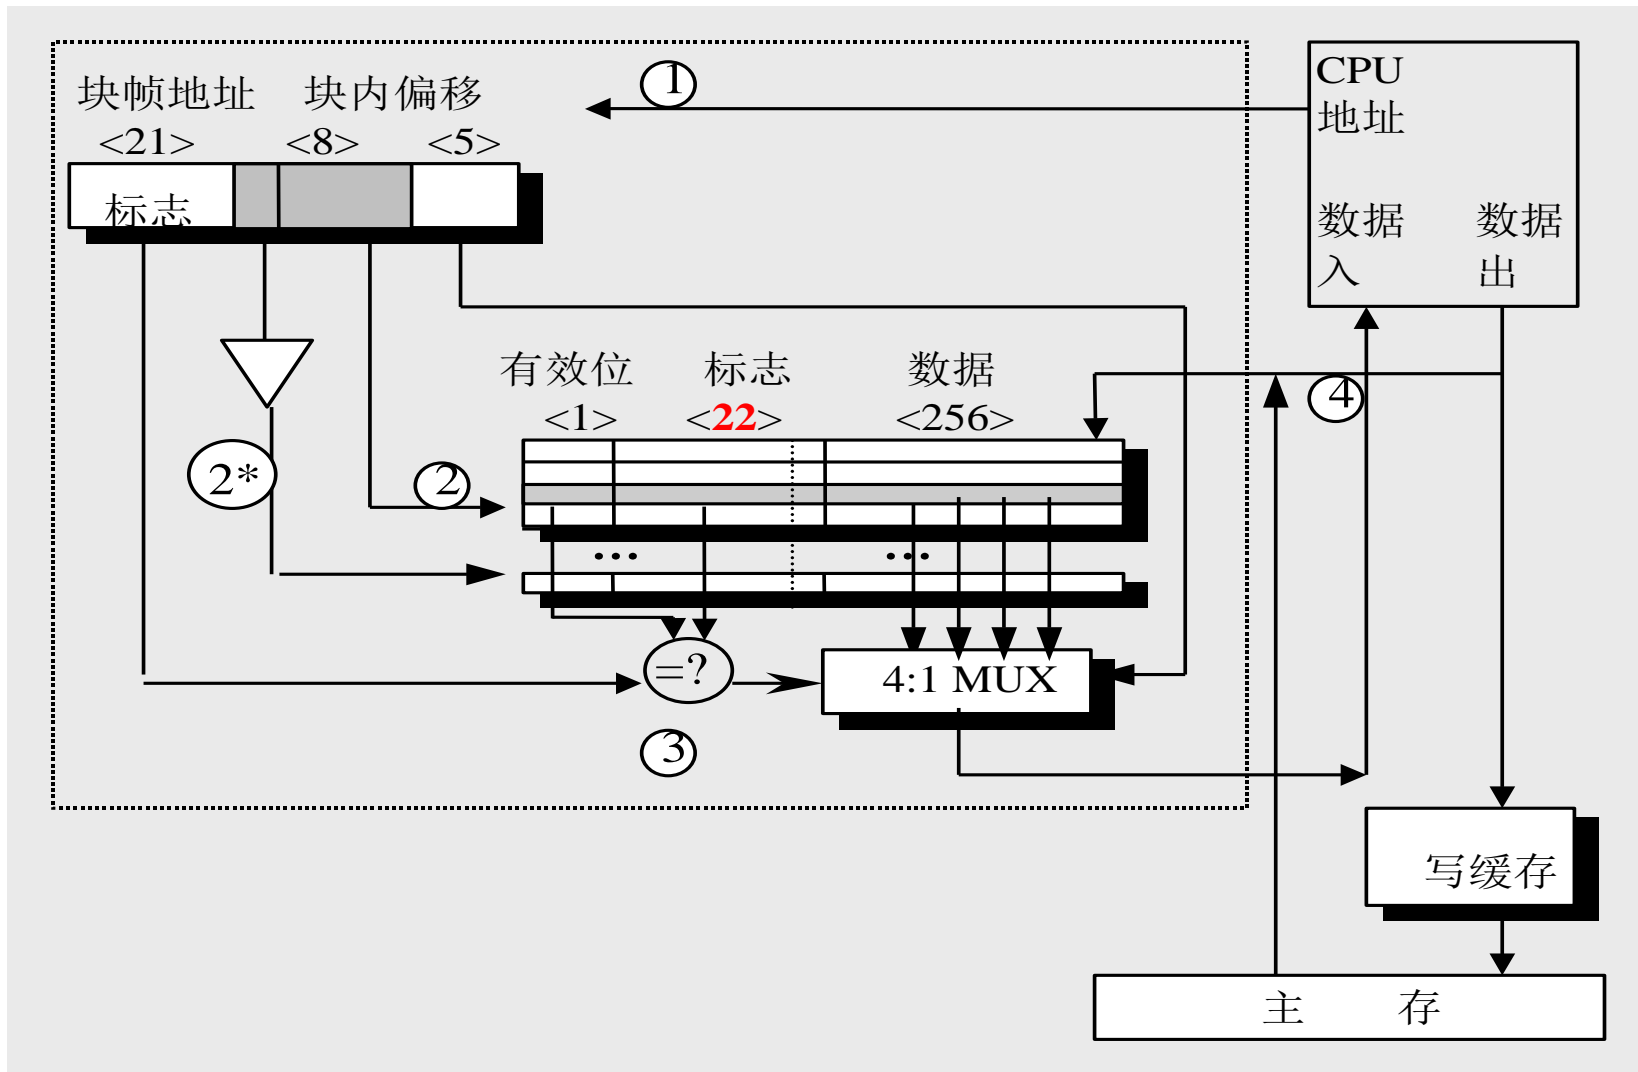 块帧地址 块内偏移
<21> <8> <5>
标志
1
CPU
地址
数据
入
数据
出
有效位 标志 数据
<1> <22> <256>
2*
2
4
... ...
=?
4:1 MUX
3
写缓存
主 存